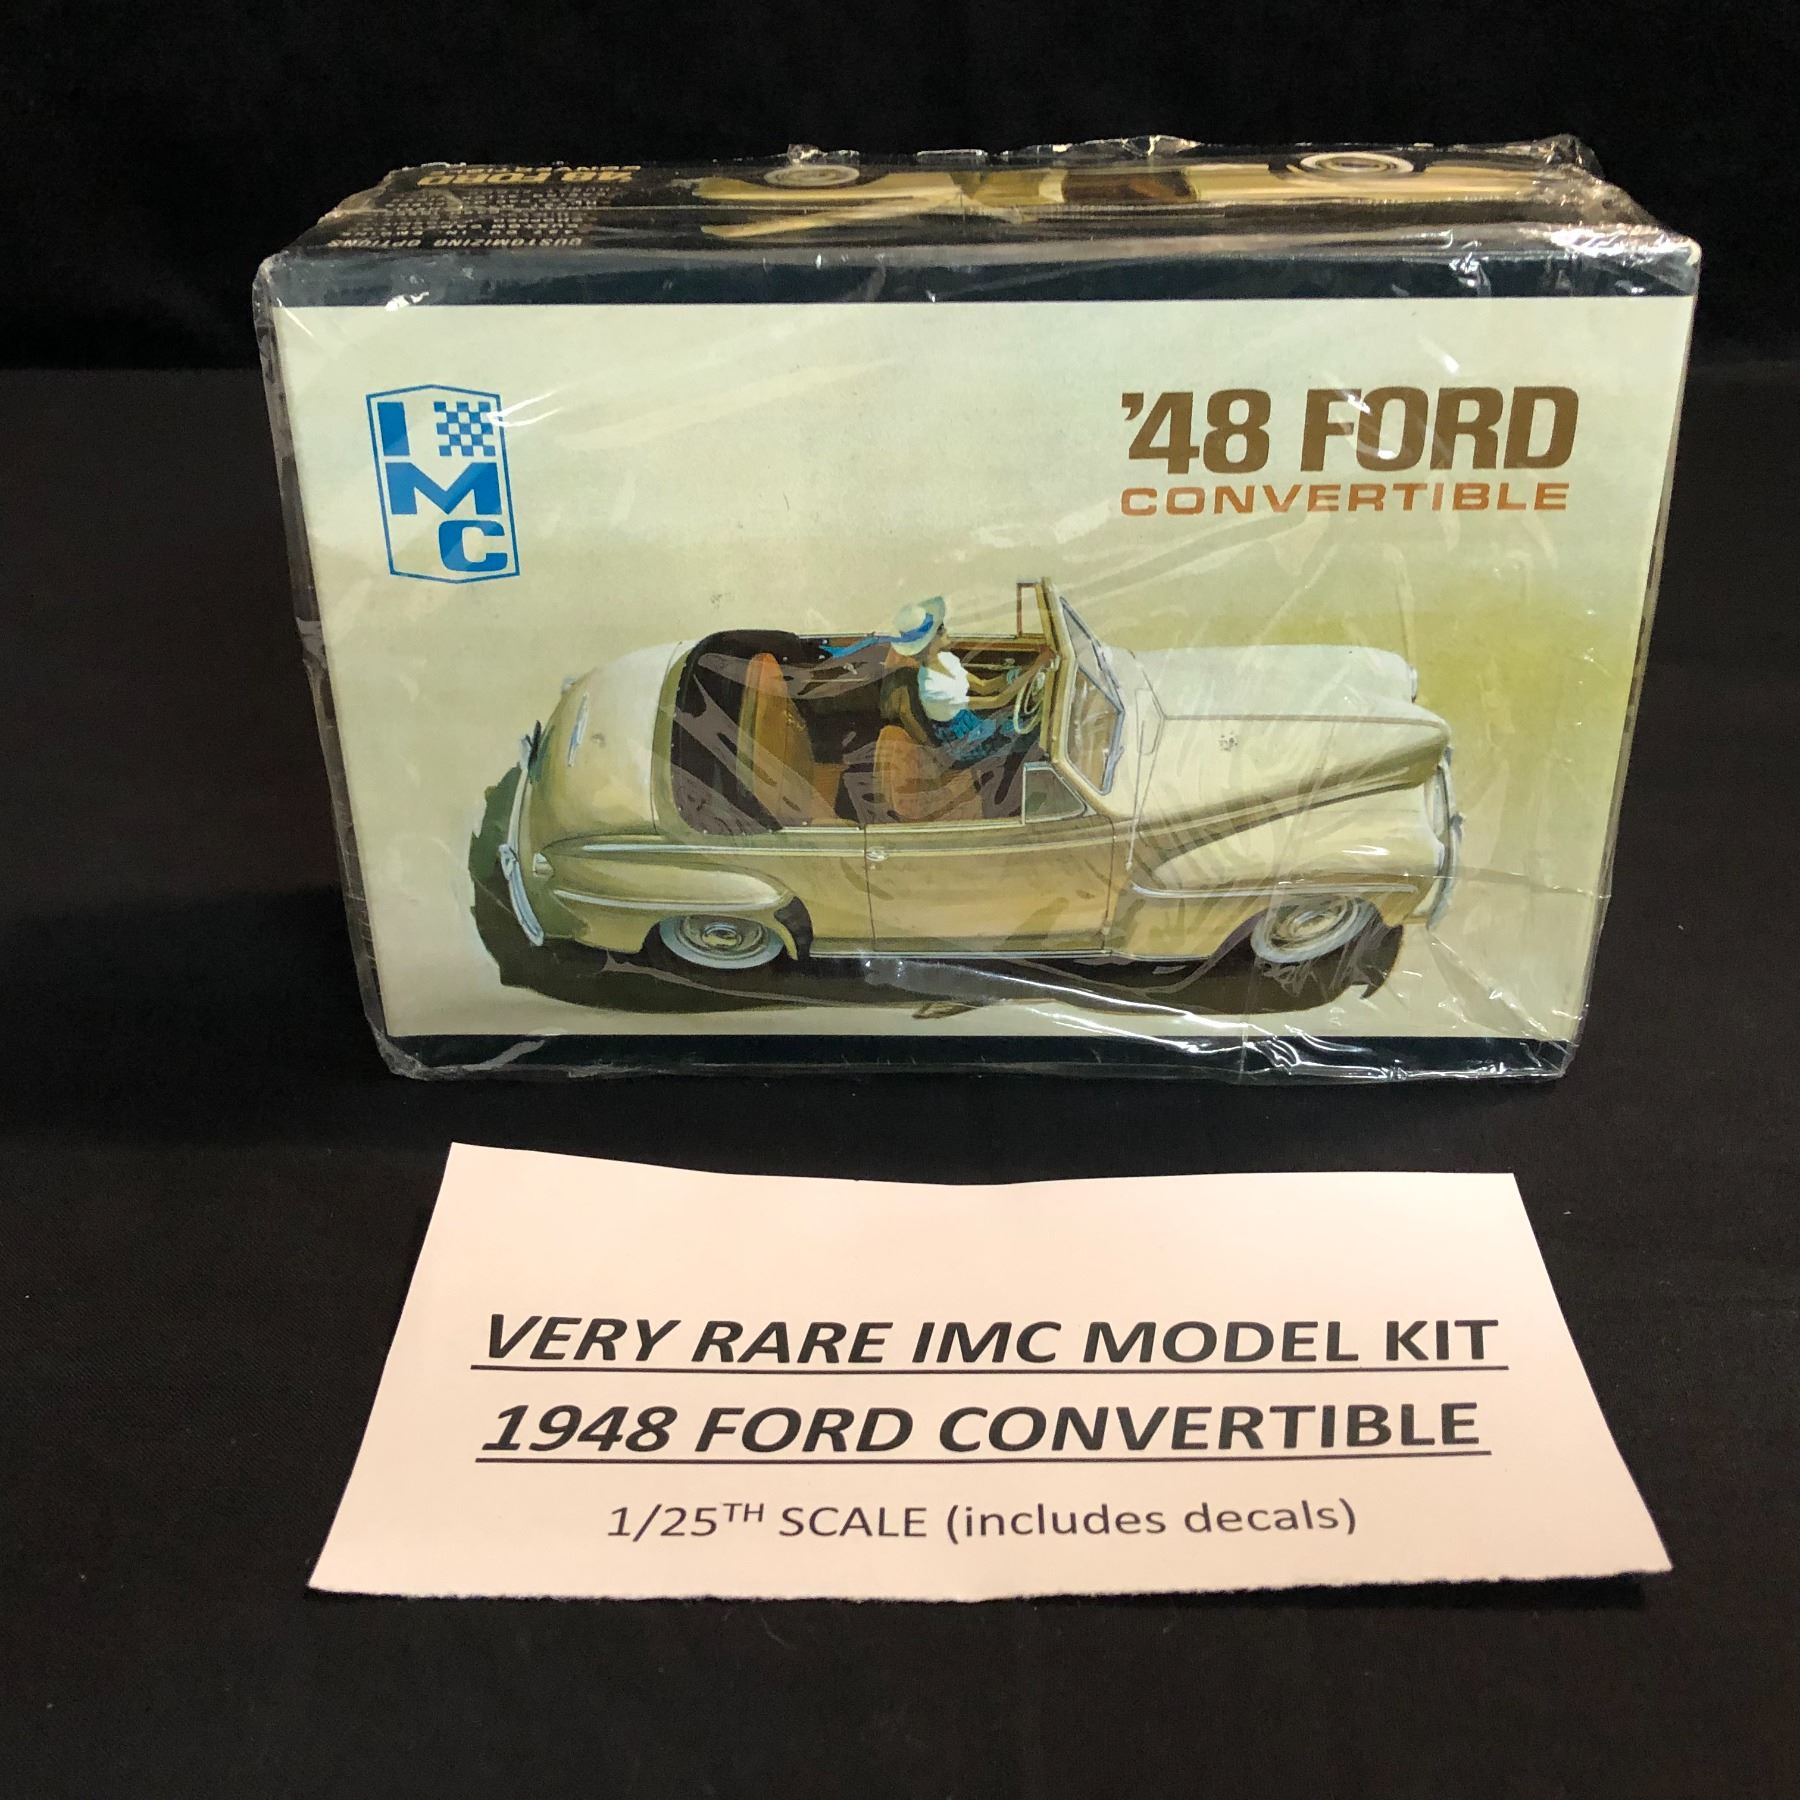 '48 FORD
CUSTOMIZING OPTIONS
I
M
C
'48 FORD
CONVERTIBLE
VERY RARE IMC MODEL KIT
1948 FORD CONVERTIBLE
1/25TH SCALE (includes decals)